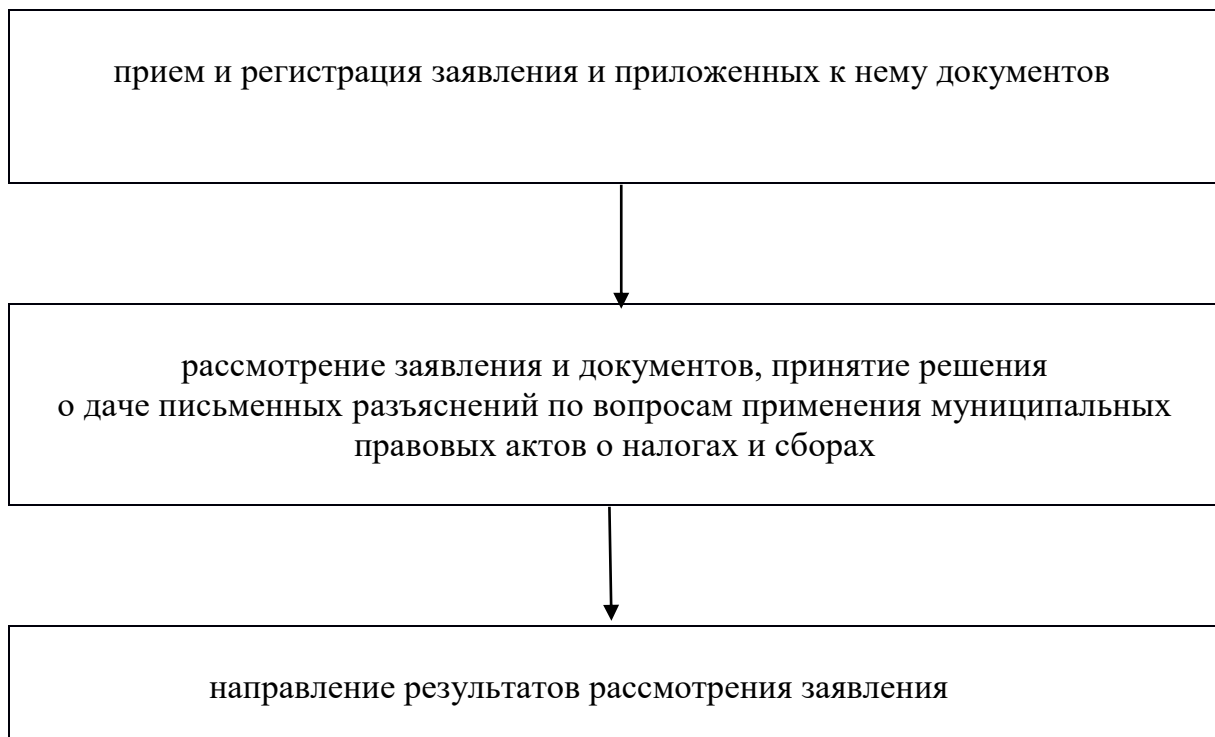 прием и регистрация заявления и приложенных к нему документов
рассмотрение заявления и документов, принятие решения
о даче письменных разъяснений по вопросам применения муниципальных
правовых актов о налогах и сборах
направление результатов рассмотрения заявления